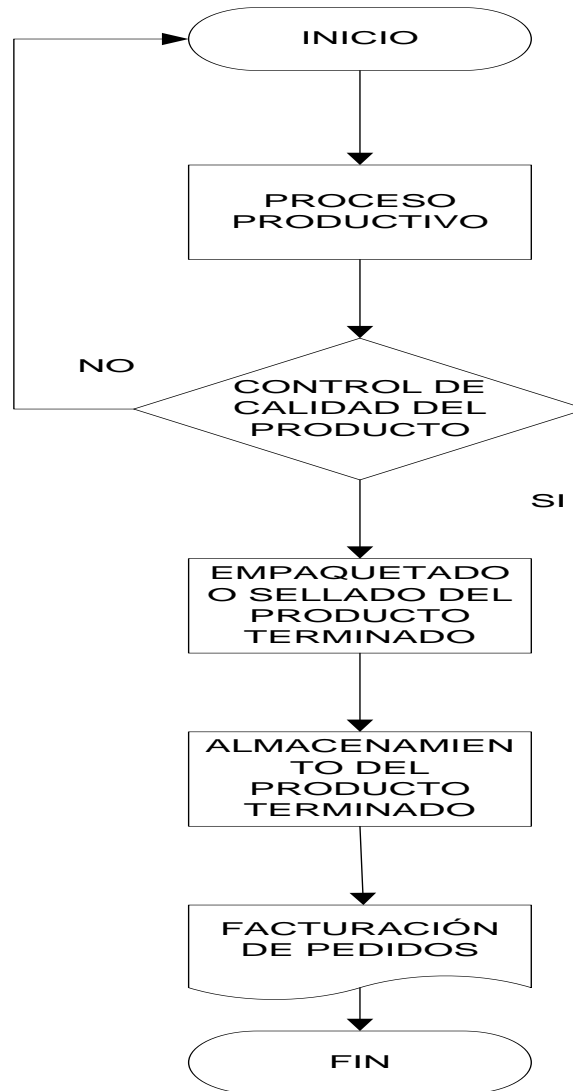 INICIO
PROCESO
PRODUCTIVO
NO
CONTROL DE
CALIDAD DEL
PRODUCTO
SI
EMPAQUETADO
O SELLADO DEL
PRODUCTO
TERMINADO
ALMACENAMIEN
TO DEL
PRODUCTO
TERMINADO
FACTURACIÓN
DE PEDIDOS
FIN